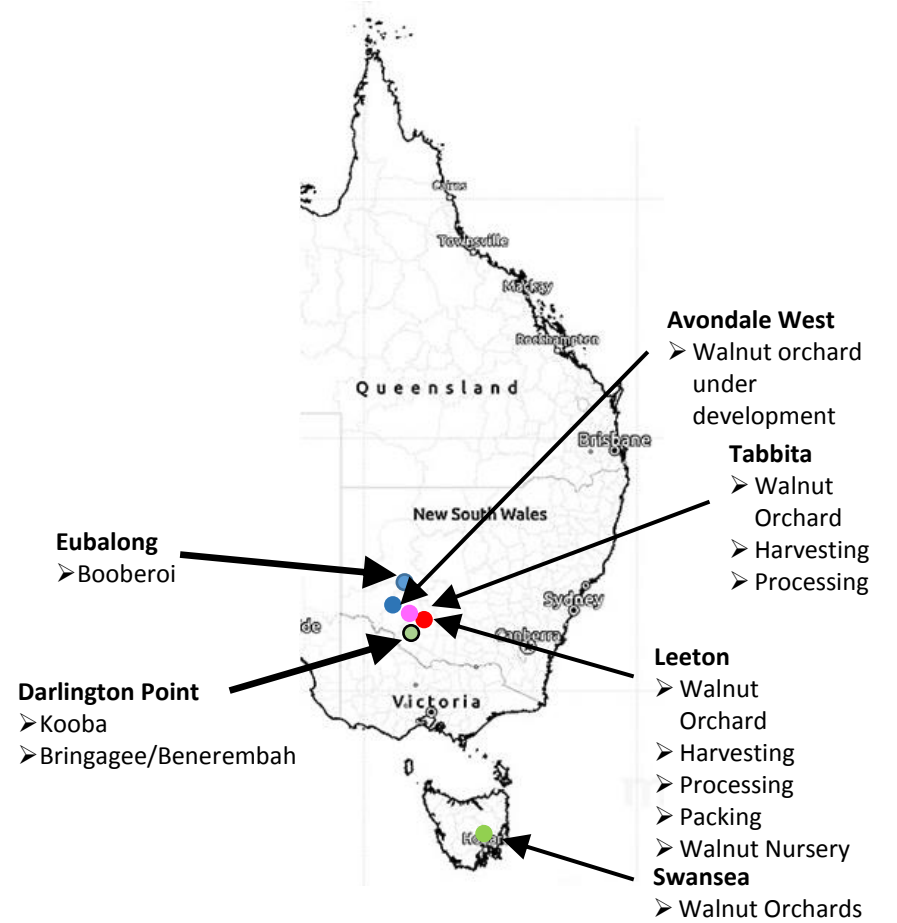 Cairns
Townsville
Mackay
Rockhampton
Queensland
Brisbane
New South Wales
Sydney
Canberra
de
Victoria
Avondale West
➢ Walnut orchard
under
development
Tabbita
➢ Walnut
Orchard
➢ Harvesting
➢ Processing
Eubalong
➢Booberoi
Darlington Point
➢Kooba
➢Bringagee/Benerembah
Leeton
➢ Walnut
Orchard
➢ Harvesting
➢ Processing
➢ Packing
➢ Walnut Nursery
Swansea
➢ Walnut Orchards